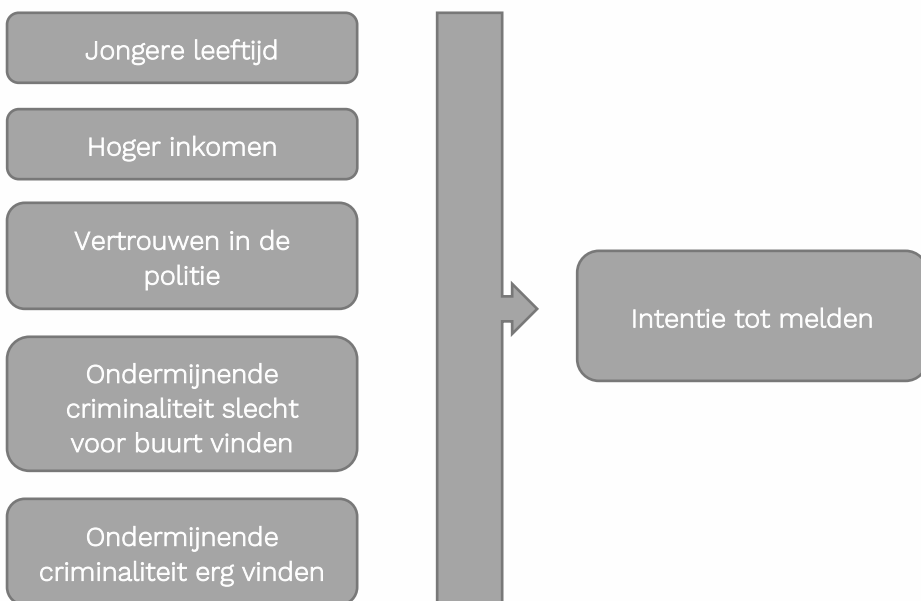 Jongere leeftijd
Hoger inkomen
Vertrouwen in de
politie
Ondermijnende
criminaliteit slecht
voor buurt vinden
Ondermijnende
criminaliteit erg vinden
Intentie tot melden